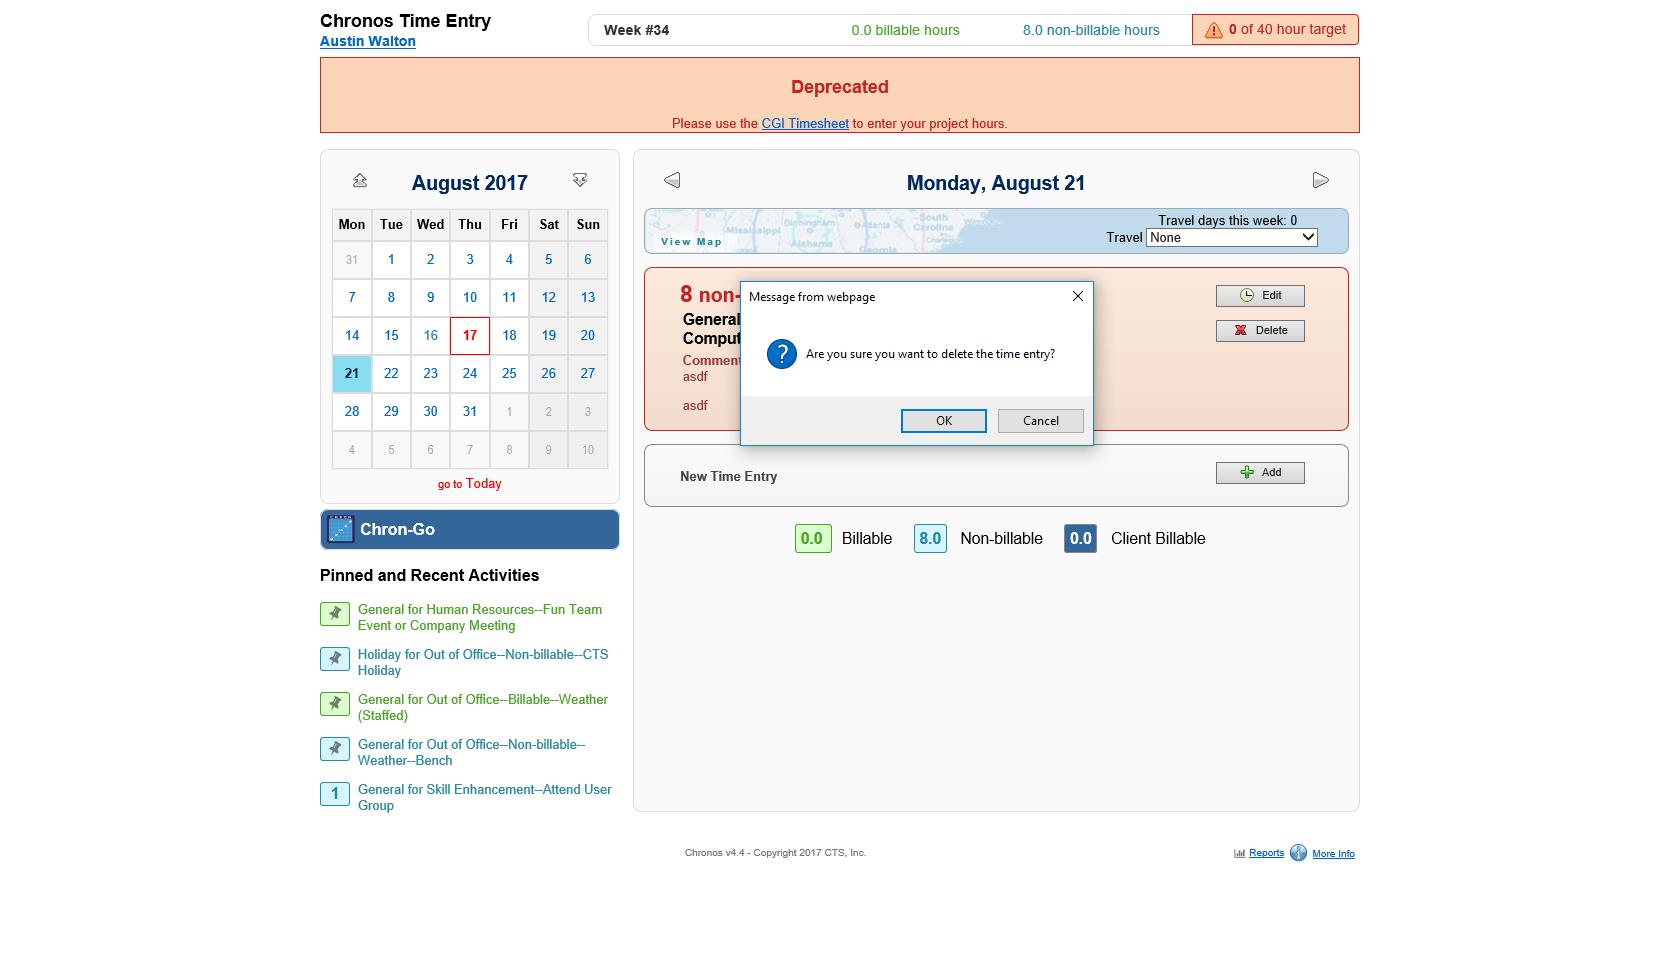 Chronos Time Entry
Austin Walton
Week #34
0.0 billable hours
8.0 non-billable hours
0 of 40 hour target
Deprecated
Please use the CGI Timesheet to enter your project hours.
August 2017
Mon Tue Wed Thu Fri Sat Sun
31 1 2 3 4 5 6
7 8 9 10 11 12 13
14 15 16 17 18 19 20
21 22 23 24 25 26 27
28 29 30 31 1 2 3
4 5 6 7 8 9 10
go to Today
Chron-Go
Pinned and Recent Activities
General for Human Resources--Fun Team
Event or Company Meeting
Holiday for Out of Office--Non-billable--CTS
Holiday
General for Out of Office--Billable--Weather
(Staffed)
General for Out of Office--Non-billable--
Weather--Bench
1
General for Skill Enhancement--Attend User
Group
Monday, August 21
Mississippi
Birmingham
Alabama
Atlanta
Georgia
South
Carolina
View Map
Travel days this week: 0
Travel None
8 non-
General
Comput
Comment
asdf
asdf
Edit
Delete
Message from webpage
Are you sure you want to delete the time entry?
OK
Cancel
New Time Entry
Add
0.0 Billable
8.0 Non-billable
0.0 Client Billable
Chronos v4.4 - Copyright 2017 CTS, Inc.
Reports
More Info